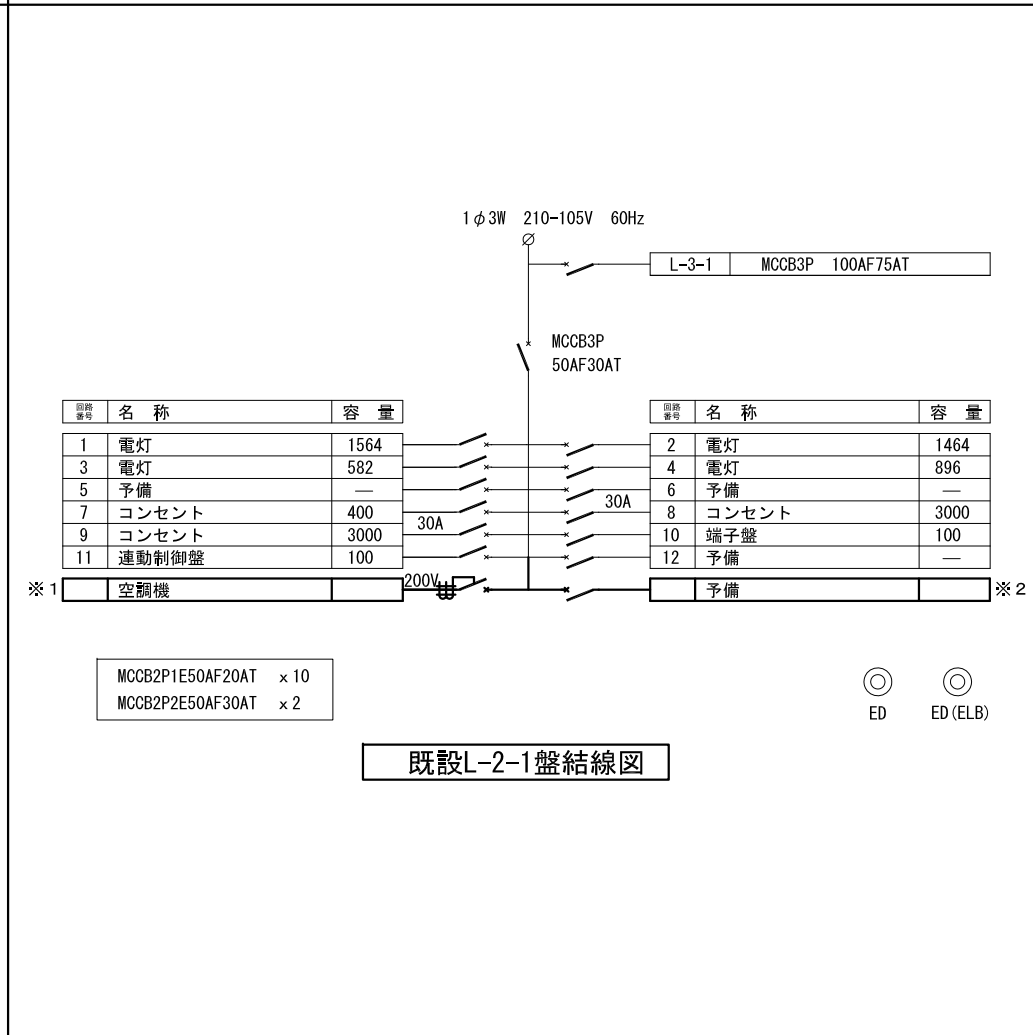 1φ3W 210-105V 60Hz
L-3-1 MCCB3P 100AF75AT
MCCB3P
50AF30AT
回路番号 名 称 容 量
1 電灯 1564
3 電灯 582
5 予備 —
7 コンセント 400
9 コンセント 3000
11 連動制御盤 100
※1 空調機
30A
200V
回路番号 名 称 容 量
2 電灯 1464
4 電灯 896
6 予備 —
8 コンセント 3000
10 端子盤 100
12 予備 —
予備 ※2
30A
MCCB2P1E50AF20AT x10
MCCB2P2E50AF30AT x2
ED ED(ELB)
既設L-2-1盤結線図